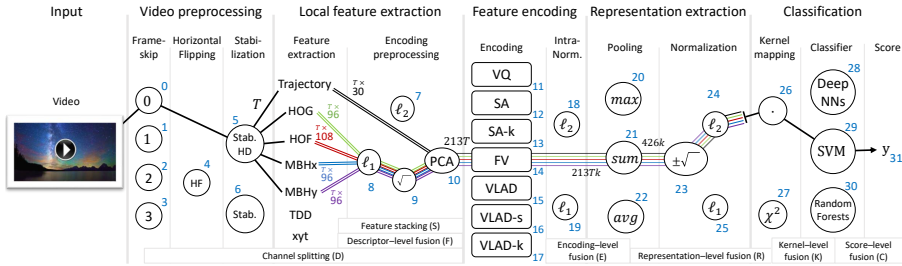 Input
Video preprocessing
Local feature extraction
Feature encoding
Representation extraction
Classification
Frame-
skip
Horizontal
Flipping
Stabi-
lization
Feature
extraction
Encoding
preprocessing
Encoding
Intra-
Norm.
Pooling
Normalization
Kernel
mapping
Classifier
Score
Video
0
0
1
1
2
2
3
3
HF
4
T
5
Stab.
HD
6
Stab.
Trajectory
HOG
HOF
MBHx
MBHy
TDD
xyt
T×
30
T×
96
T×
108
T×
96
T×
96
7
ℓ2
ℓ1
8
√
9
PCA
10
213T
VQ
11
SA
12
SA-k
13
FV
14
VLAD
15
VLAD-s
16
VLAD-k
17
18
ℓ2
ℓ1
19
213Tk
20
max
21
sum
426k
22
avg
23
±√
24
ℓ2
ℓ1
25
26
·
27
χ²
28
Deep
NNs
29
SVM
30
Random
Forests
y
31
Feature stacking (S)
Descriptor–level fusion (F)
Channel splitting (D)
Encoding–level
fusion (E)
Representation–level fusion (R)
Kernel–level
fusion (K)
Score–level
fusion (C)